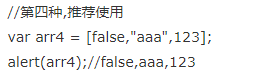 //第四种,推荐使用
var arr4 = [false,"aaa",123];
alert(arr4);//false,aaa,123